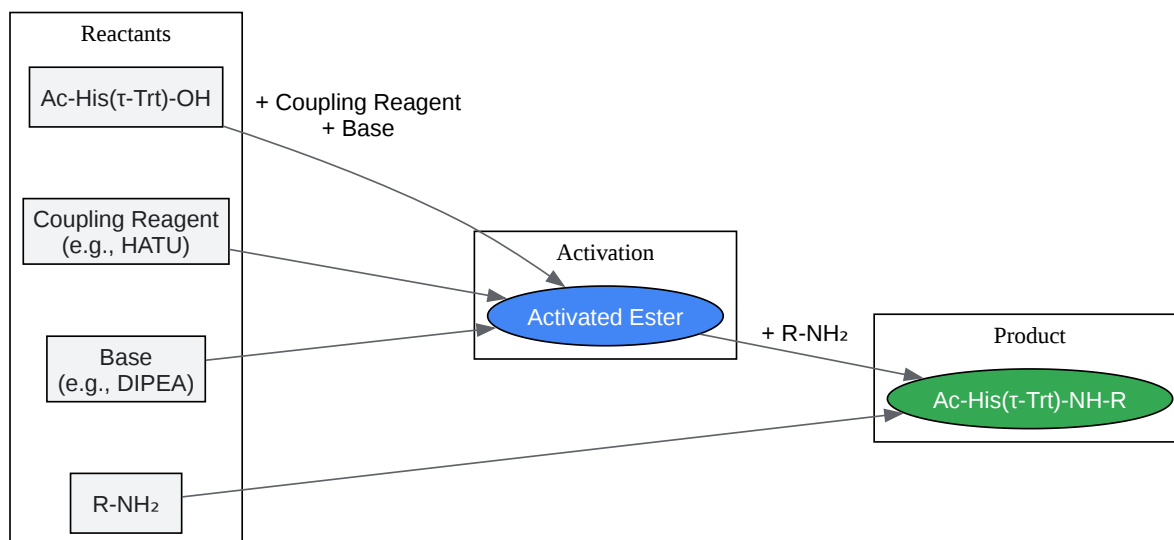 Reactants
Ac-His(τ-Trt)-OH
+ Coupling Reagent
+ Base
Coupling Reagent
(e.g., HATU)
Activation
Activated Ester
Base
(e.g., DIPEA)
+ R-NH₂
Product
Ac-His(τ-Trt)-NH-R
R-NH₂